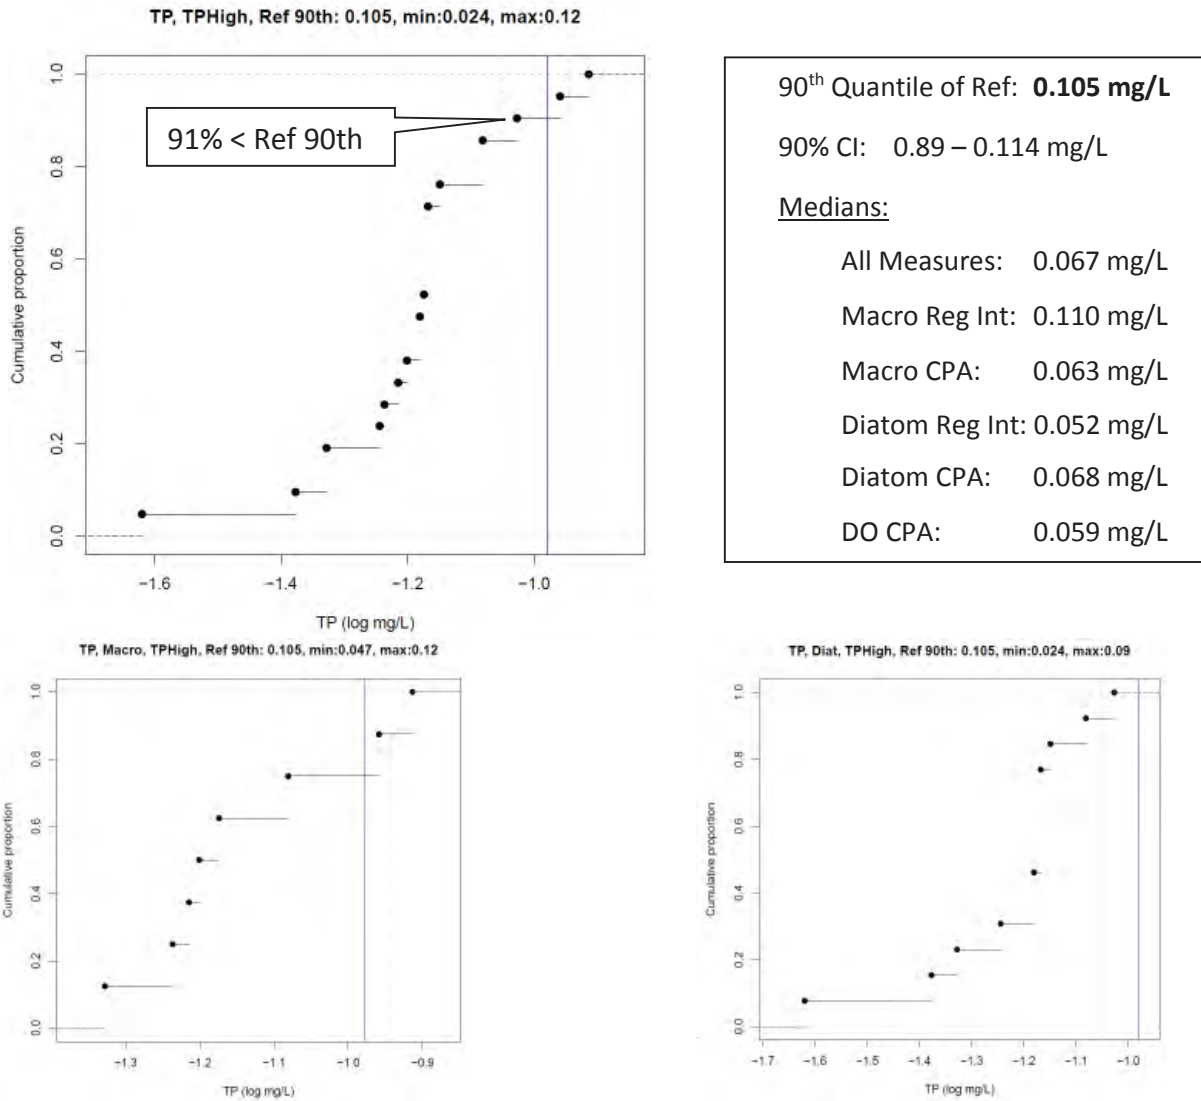 TP, TPHigh, Ref 90th: 0.105, min:0.024, max:0.12
1.0
0.8
0.6
0.4
0.2
0.0
Cumulative proportion
91% < Ref 90th
−1.6 −1.4 −1.2 −1.0
TP (log mg/L)
90th Quantile of Ref: 0.105 mg/L
90% CI: 0.89 – 0.114 mg/L
Medians:
All Measures: 0.067 mg/L
Macro Reg Int: 0.110 mg/L
Macro CPA: 0.063 mg/L
Diatom Reg Int: 0.052 mg/L
Diatom CPA: 0.068 mg/L
DO CPA: 0.059 mg/L
TP, Macro, TPHigh, Ref 90th: 0.105, min:0.047, max:0.12
1.0
0.8
0.6
0.4
0.2
0.0
Cumulative proportion
−1.3 −1.2 −1.1 −1.0 −0.9
TP (log mg/L)
TP, Diat, TPHigh, Ref 90th: 0.105, min:0.024, max:0.09
1.0
0.8
0.6
0.4
0.2
0.0
Cumulative proportion
−1.7 −1.6 −1.5 −1.4 −1.3 −1.2 −1.1 −1.0
TP (log mg/L)